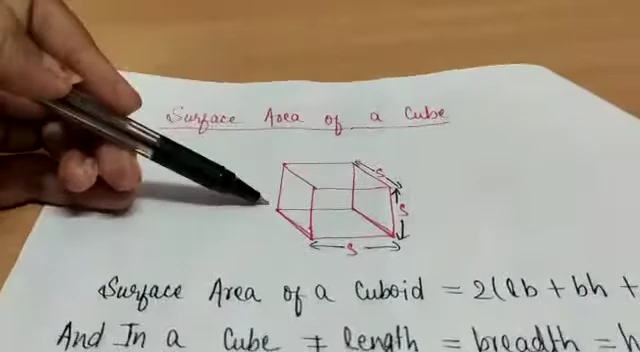 Surface Area of a Cube
S
S
S
Surface Area of a Cuboid = 2(lb + bh +
And In a Cube ≠ length = breadth = h